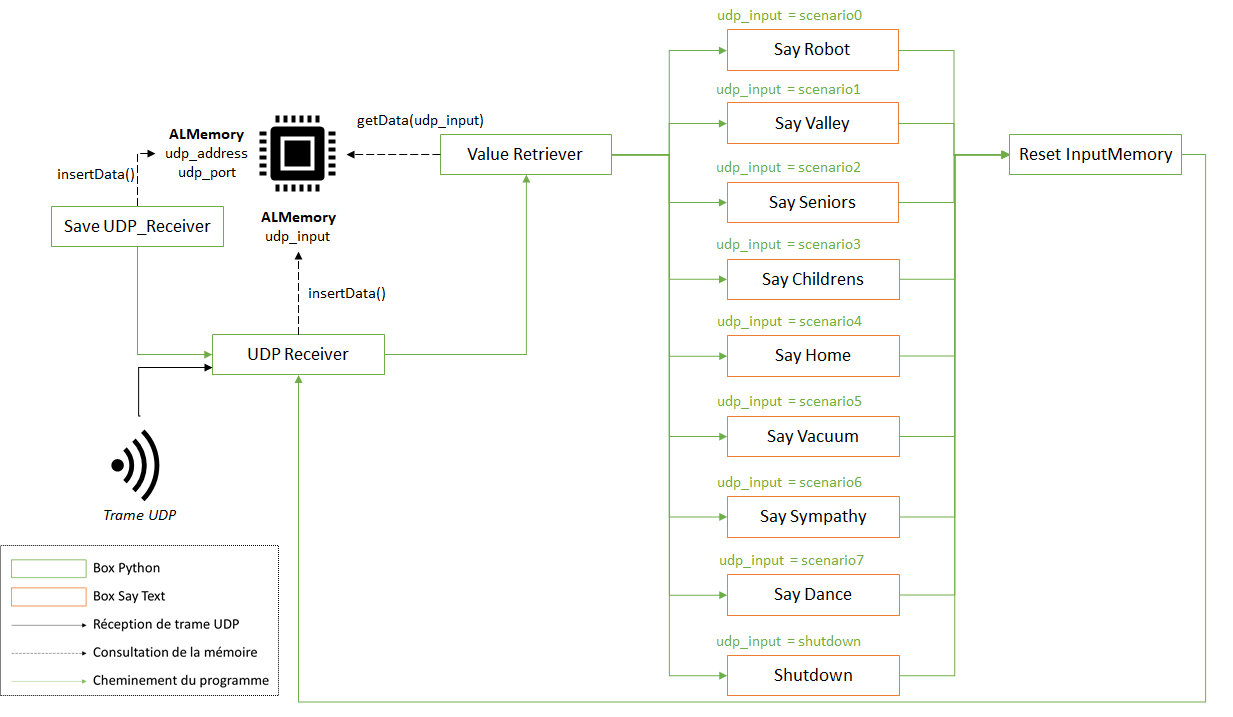 udp_input = scenario0
Say Robot
udp_input = scenario1
Say Valley
udp_input = scenario2
Say Seniors
udp_input = scenario3
Say Childrens
udp_input = scenario4
Say Home
udp_input = scenario5
Say Vacuum
udp_input = scenario6
Say Sympathy
udp_input = scenario7
Say Dance
udp_input = shutdown
Shutdown
getData(udp_input)
Value Retriever
Reset InputMemory
ALMemory
udp_address
udp_port
insertData()
Save UDP_Receiver
ALMemory
udp_input
insertData()
UDP Receiver
Trame UDP
Box Python
Box Say Text
Réception de trame UDP
Consultation de la mémoire
Cheminement du programme